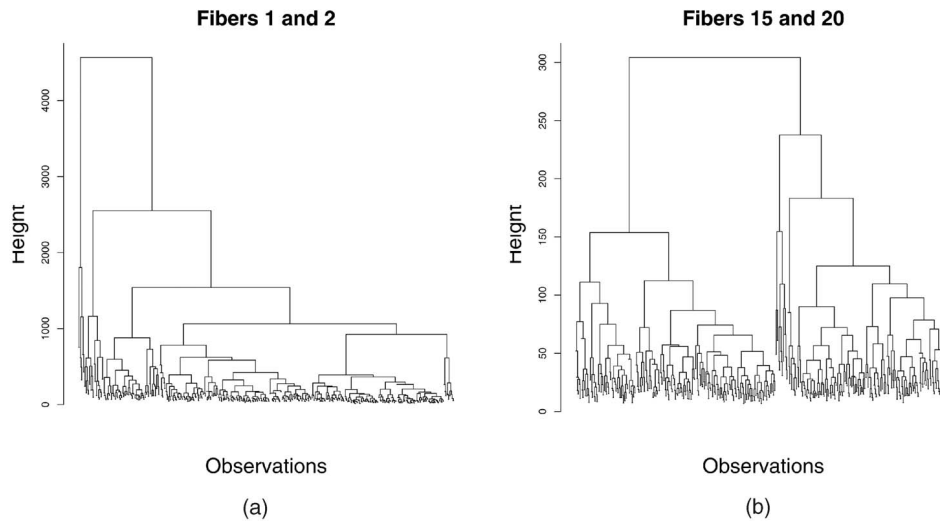 Fibers 1 and 2
Height
4000
3000
2000
1000
0
Observations
(a)
Fibers 15 and 20
Height
300
250
200
150
100
50
0
Observations
(b)